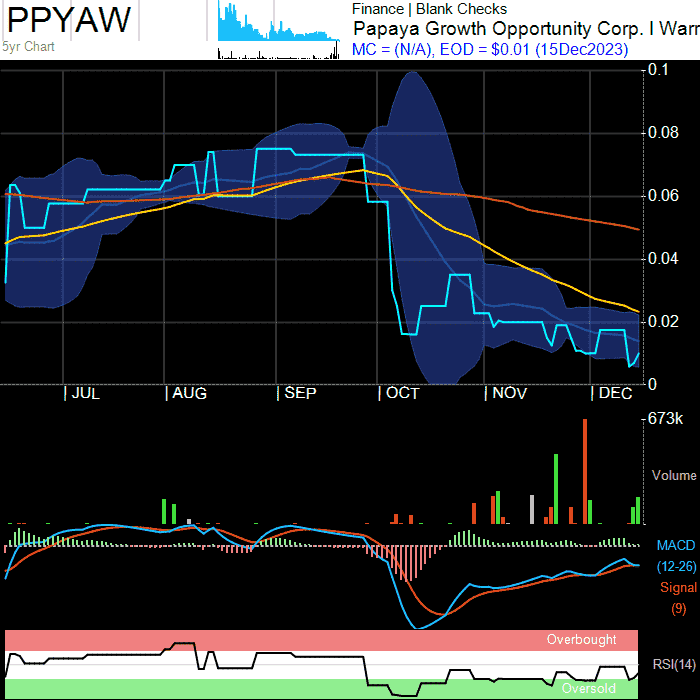 PPYAW
5yr Chart
Finance | Blank Checks
Papaya Growth Opportunity Corp. I Warr
MC = (N/A), EOD = $0.01 (15Dec2023)
0.1
0.08
0.06
0.04
0.02
0
JUL AUG SEP OCT NOV DEC
673k
Volume
MACD
(12-26)
Signal
(9)
Overbought
RSI(14)
Oversold